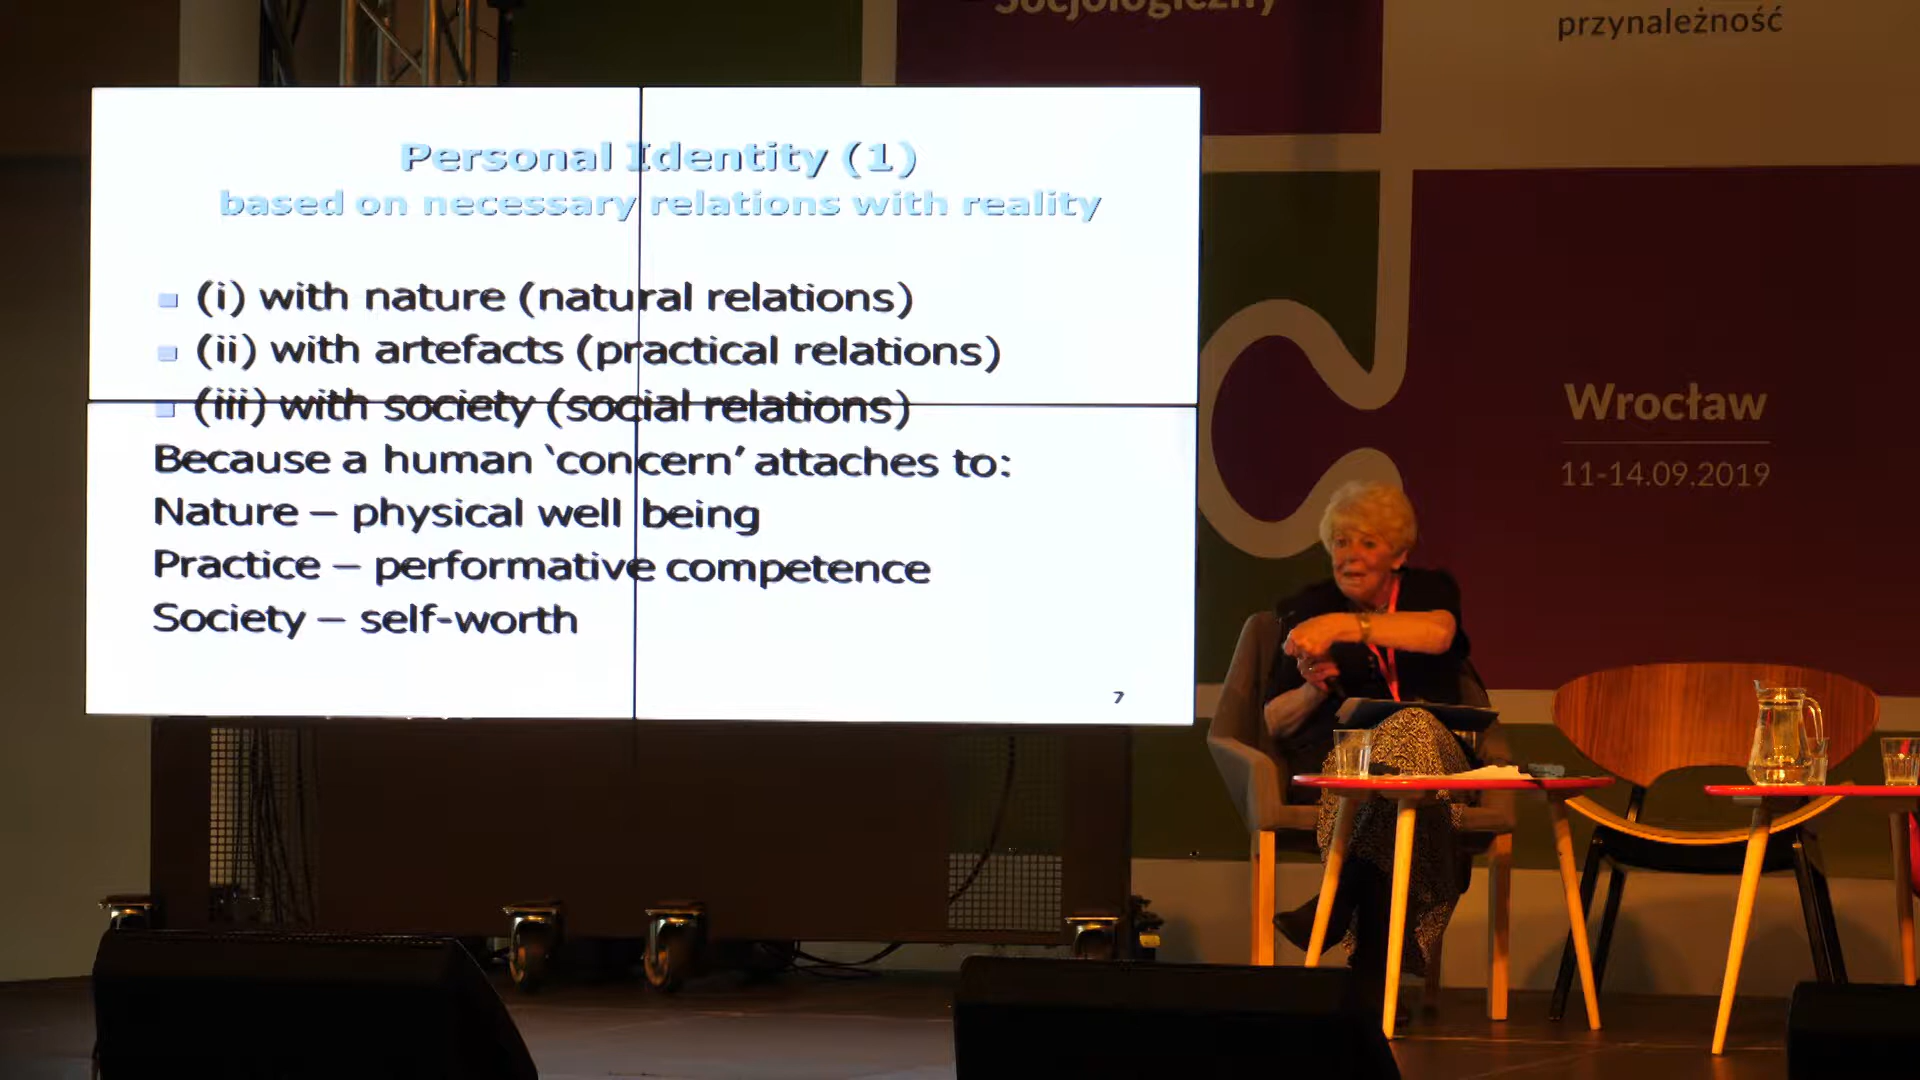 Socjologiczny
przynależność
Personal Identity (1)
based on necessary relations with reality
(i) with nature (natural relations)
(ii) with artefacts (practical relations)
(iii) with society (social relations)
Because a human ‘concern’ attaches to:
Nature – physical well being
Practice – performative competence
Society – self-worth
7
Wrocław
11-14.09.2019